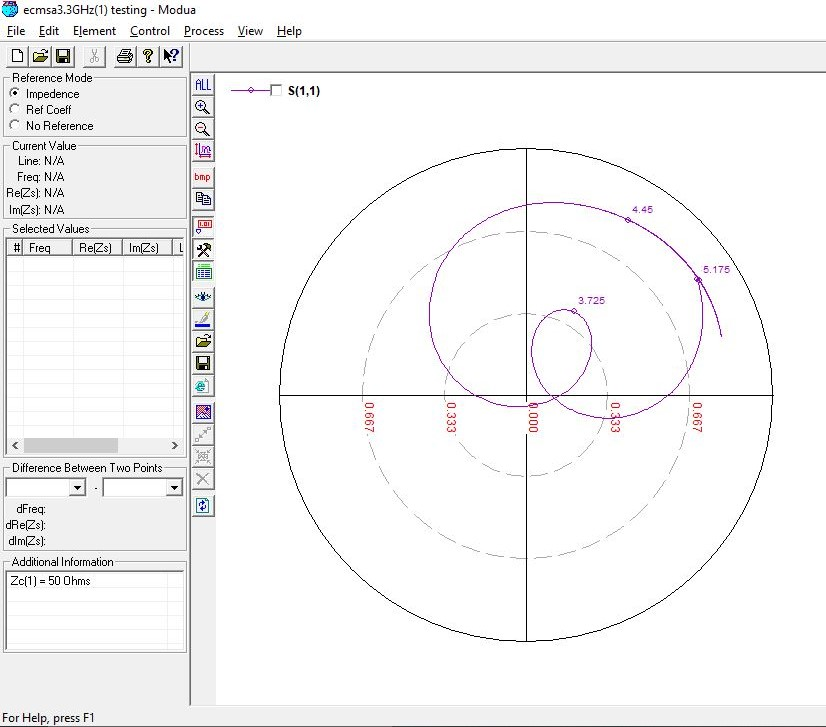 ecmsa3.3GHz(1) testing - Modua
File Edit Element Control Process View Help
Reference Mode
Impedence
Ref Coeff
No Reference
Current Value
Line: N/A
Freq: N/A
Re(Zs): N/A
Im(Zs): N/A
Selected Values
# Freq Re(Zs) Im(Zs) L
Difference Between Two Points
-
dFreq:
dRe(Zs):
dIm(Zs):
Additional Information
Zc(1) = 50 Ohms
ALL
bmp
S(1,1)
4.45
5.175
3.725
0.667
0.333
0.000
0.333
0.667
For Help, press F1